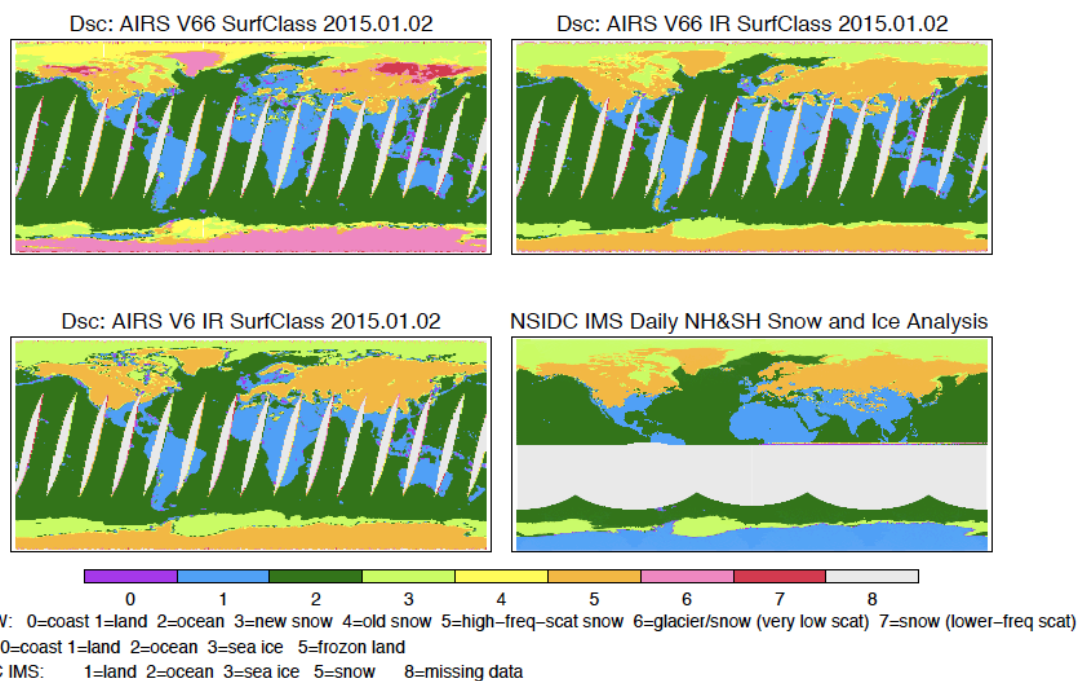 Dsc: AIRS V66 SurfClass 2015.01.02
Dsc: AIRS V66 IR SurfClass 2015.01.02
Dsc: AIRS V6 IR SurfClass 2015.01.02
NSIDC IMS Daily NH&SH Snow and Ice Analysis
0 1 2 3 4 5 6 7 8
W: 0=coast 1=land 2=ocean 3=new snow 4=old snow 5=high−freq−scat snow 6=glacier/snow (very low scat) 7=snow (lower−freq scat)
0=coast 1=land 2=ocean 3=sea ice 5=frozen land
C IMS: 1=land 2=ocean 3=sea ice 5=snow 8=missing data